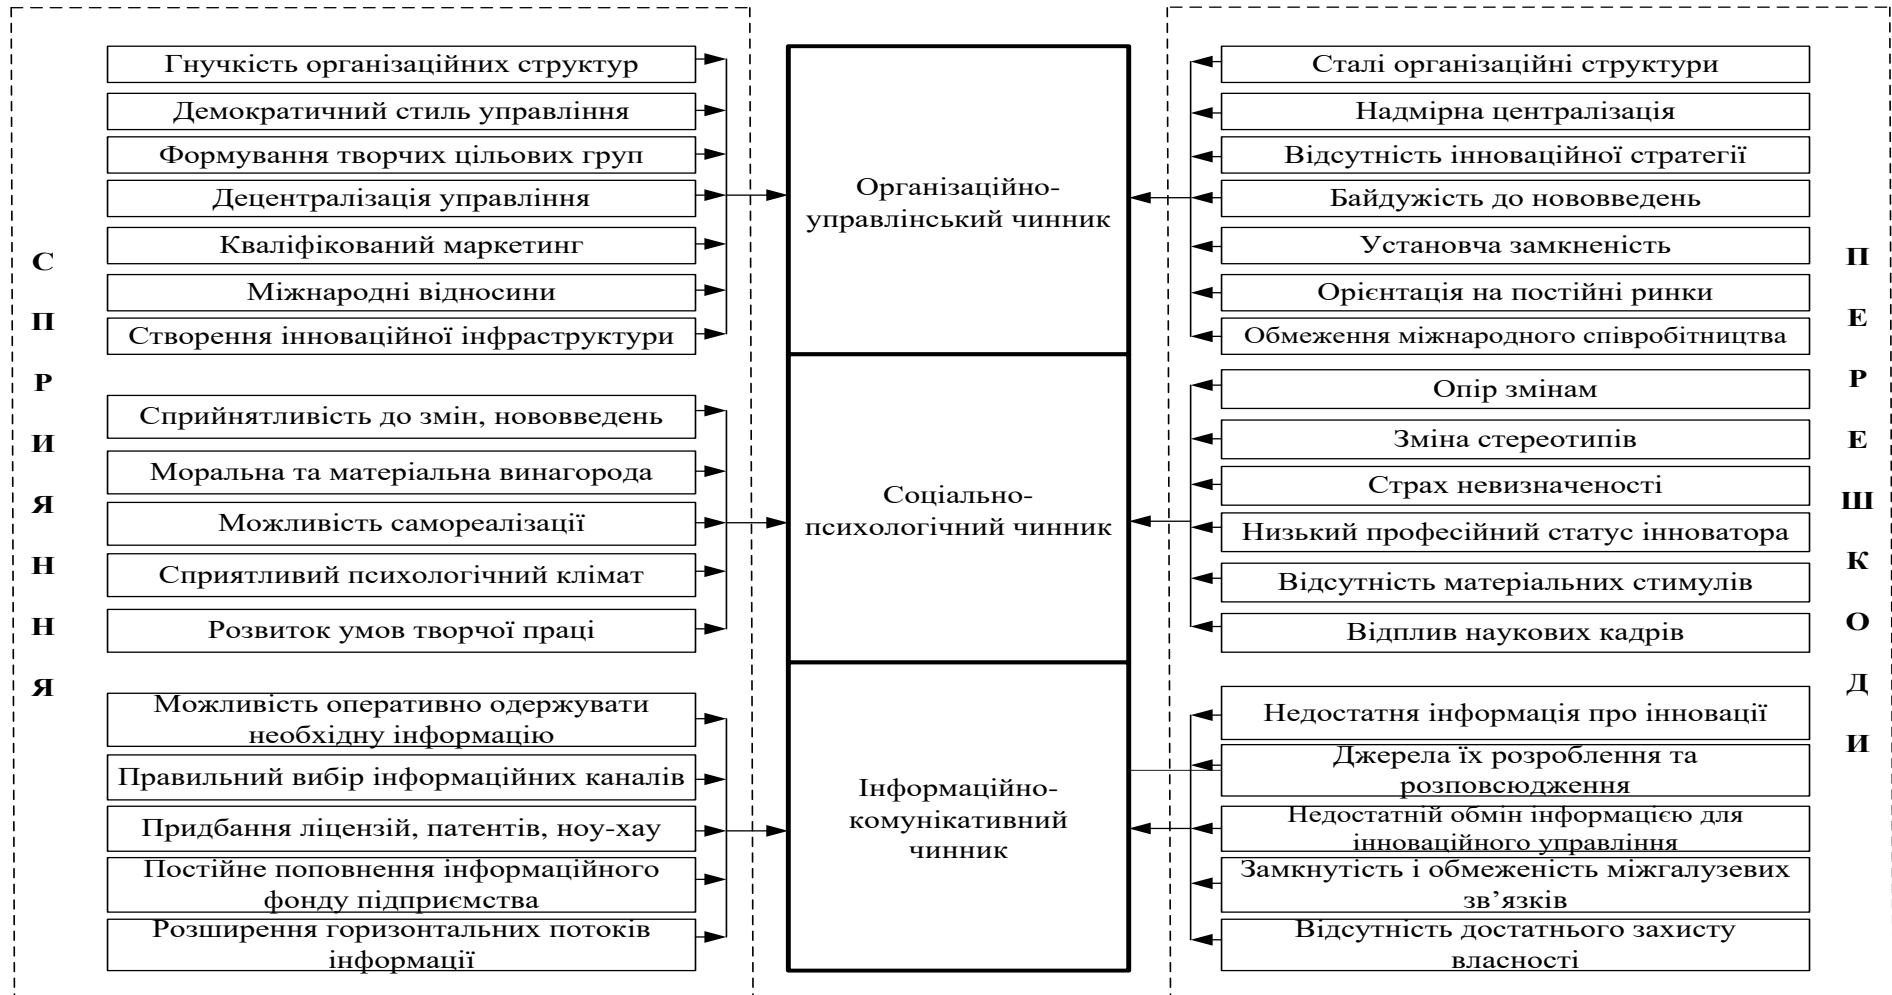 СПРИЯННЯ
Гнучкість організаційних структур
Демократичний стиль управління
Формування творчих цільових груп
Децентралізація управління
Кваліфікований маркетинг
Міжнародні відносини
Створення інноваційної інфраструктури
Сприйнятливість до змін, нововведень
Моральна та матеріальна винагорода
Можливість самореалізації
Сприятливий психологічний клімат
Розвиток умов творчої праці
Можливість оперативно одержувати
необхідну інформацію
Правильний вибір інформаційних каналів
Придбання ліцензій, патентів, ноу-хау
Постійне поповнення інформаційного
фонду підприємства
Розширення горизонтальних потоків
інформації
Організаційно-
управлінський чинник
Соціально-
психологічний чинник
Інформаційно-
комунікативний
чинник
Сталі організаційні структури
Надмірна централізація
Відсутність інноваційної стратегії
Байдужість до нововведень
Установча замкненість
Орієнтація на постійні ринки
Обмеження міжнародного співробітництва
Опір змінам
Зміна стереотипів
Страх невизначеності
Низький професійний статус інноватора
Відсутність матеріальних стимулів
Відплив наукових кадрів
Недостатня інформація про інновації
Джерела їх розроблення та
розповсюдження
Недостатній обмін інформацією для
інноваційного управління
Замкнутість і обмеженість міжгалузевих
зв’язків
Відсутність достатнього захисту
власності
ПЕРЕШКОДИ